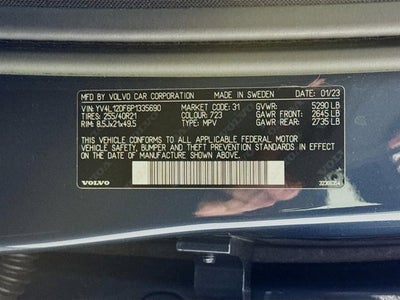 MFD BY VOLVO CAR CORPORATION MADE IN SWEDEN DATE 01/23
VIN: YV4L12DF6P1335690 MARKET CODE: 31 GVWR: 5290 LB
TIRES: 255/40R21 COLOUR: 723 GAWR FRONT: 2645 LB
RIM: 8.5Jx21x49.5 TYPE: MPV GAWR REAR: 2735 LB
THIS VEHICLE CONFORMS TO ALL APPLICABLE FEDERAL MOTOR
VEHICLE SAFETY, BUMPER AND THEFT PREVENTION STANDARDS IN EFFECT
ON THE DATE OF MANUFACTURE SHOWN ABOVE.
VOLVO